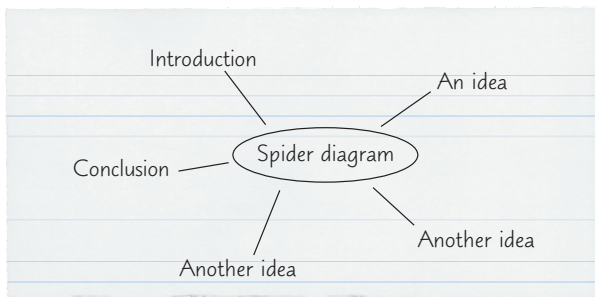 Introduction
An idea
Spider diagram
Conclusion
Another idea
Another idea